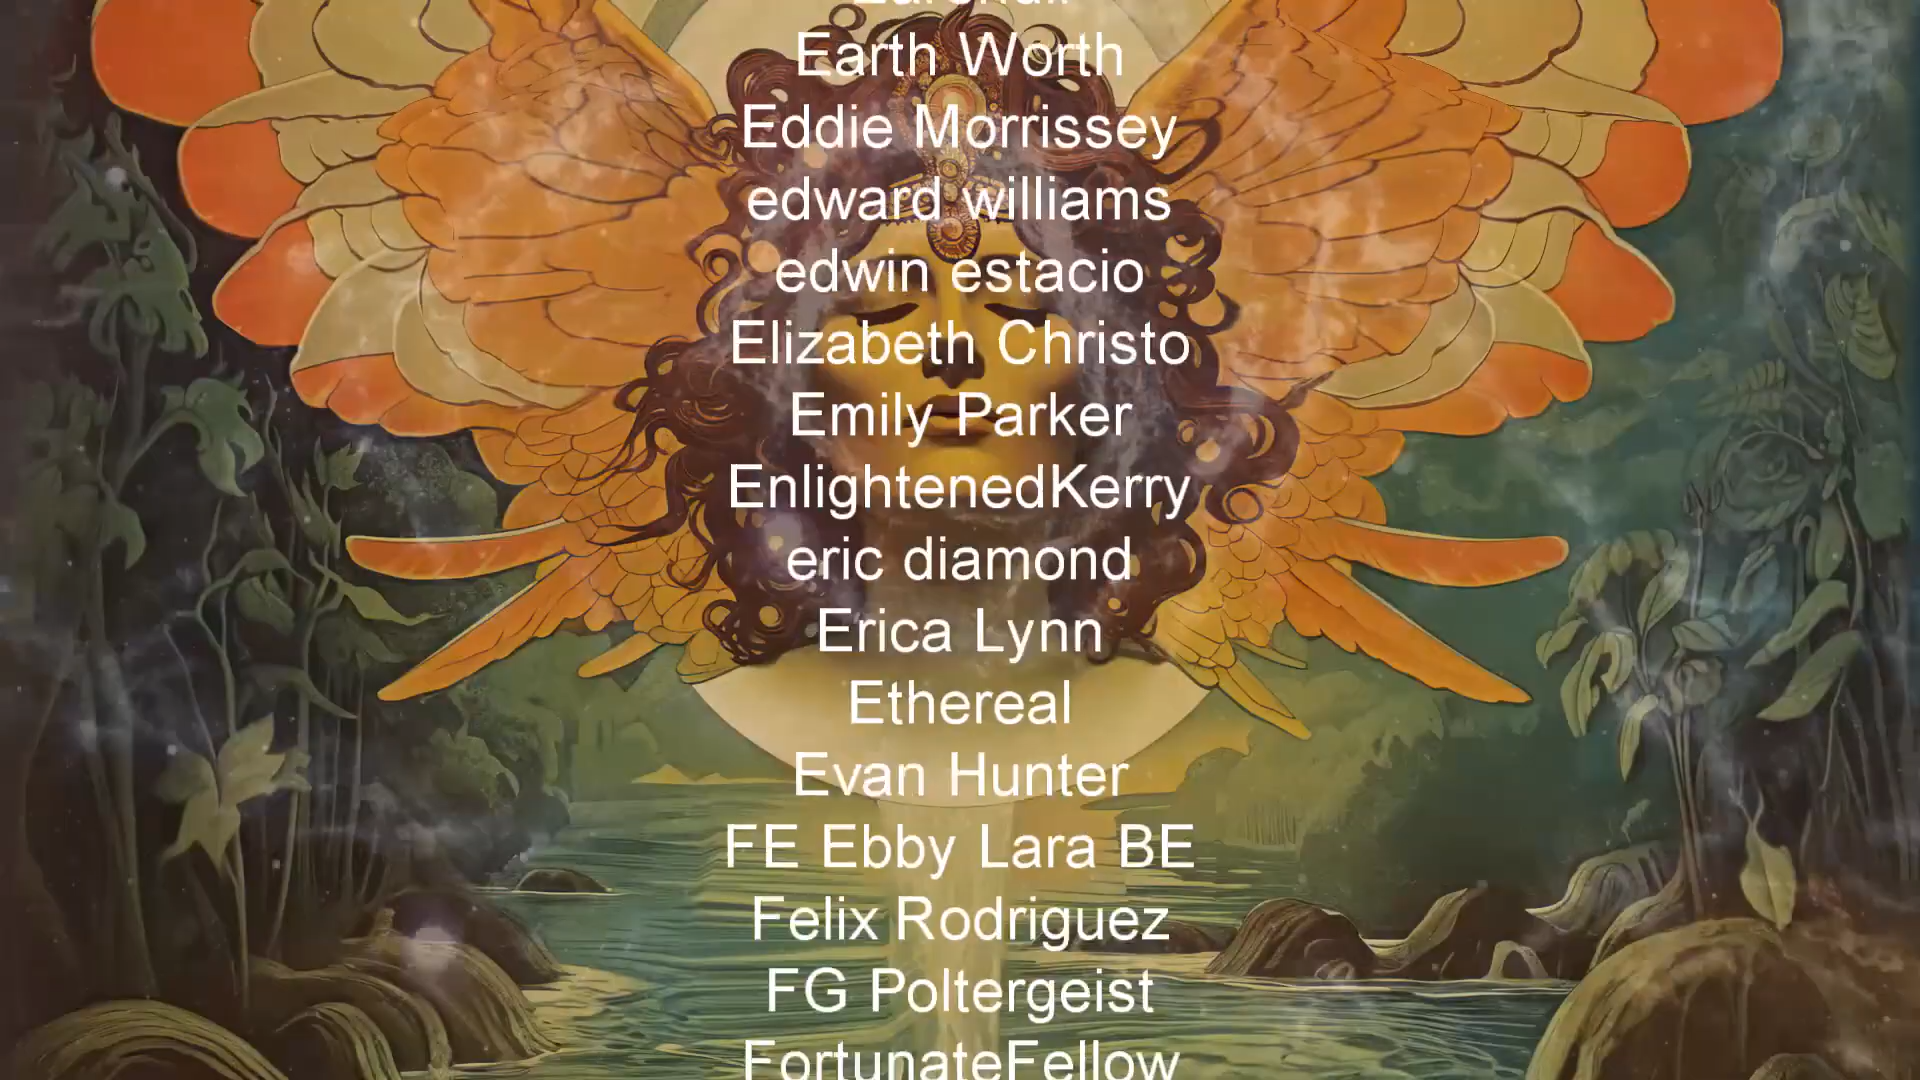 Earth Worth
Eddie Morrissey
edward williams
edwin estacio
Elizabeth Christo
Emily Parker
EnlightenedKerry
eric diamond
Erica Lynn
Ethereal
Evan Hunter
FE Ebby Lara BE
Felix Rodriguez
FG Poltergeist
FortunateFellow